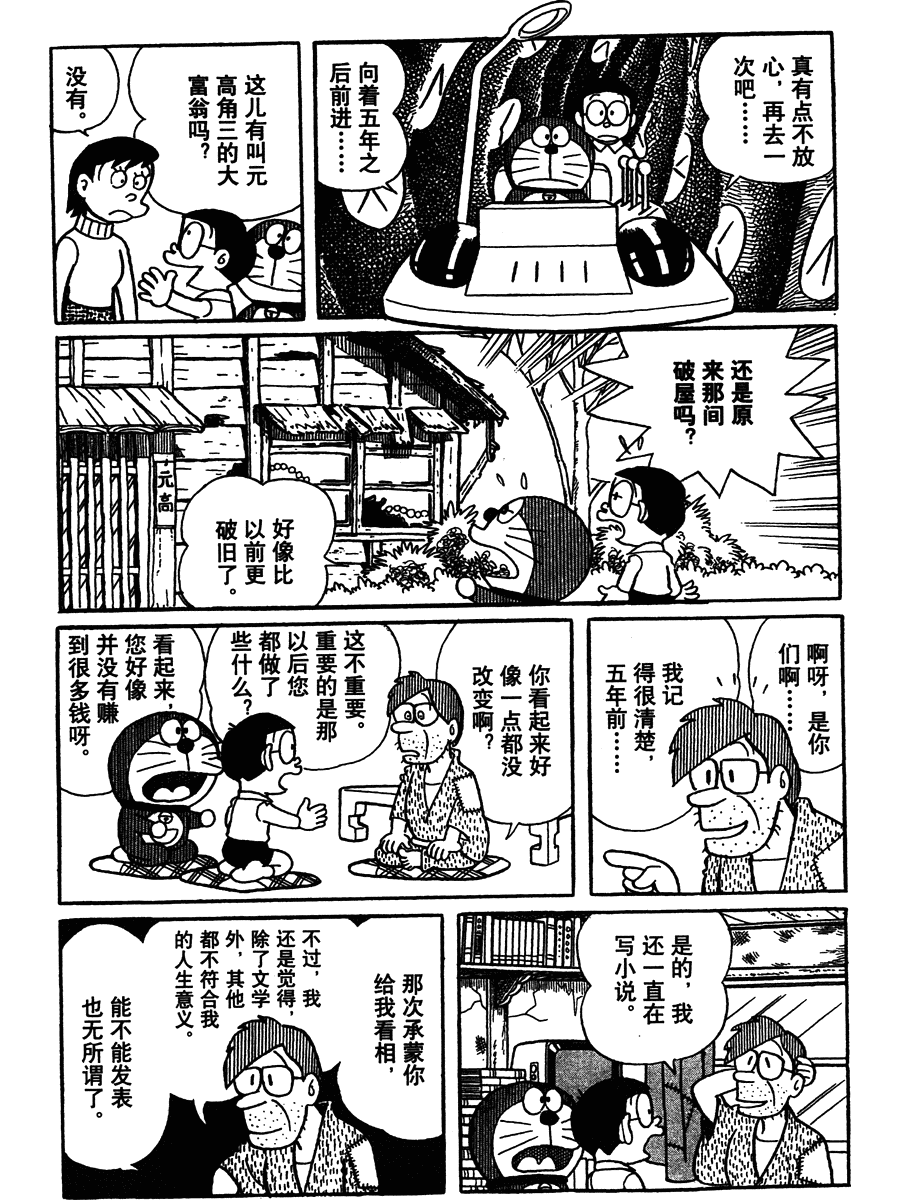 真有点不放
心，再去一
次吧……
向着五年之
后前进……
这儿有叫元
高角三的大
富翁吗？
没有。
还是原
来那间
破屋吗？
元高
好像比
以前更
破旧了。
啊呀，是你
们啊……
我记
得很清楚，
五年前……
你看起来好
像一点都没
改变啊？
这不重要。
重要的是那
以后您
都做了
些什么？
看起来，
您好像
并没有赚
到很多钱呀。
是的，我
还一直在
写小说。
那次承蒙你
给我看相，
不过，我
还是觉得，
除了文学
外，其他
都不符合我
的人生意义。
能不能发表
也无所谓了。